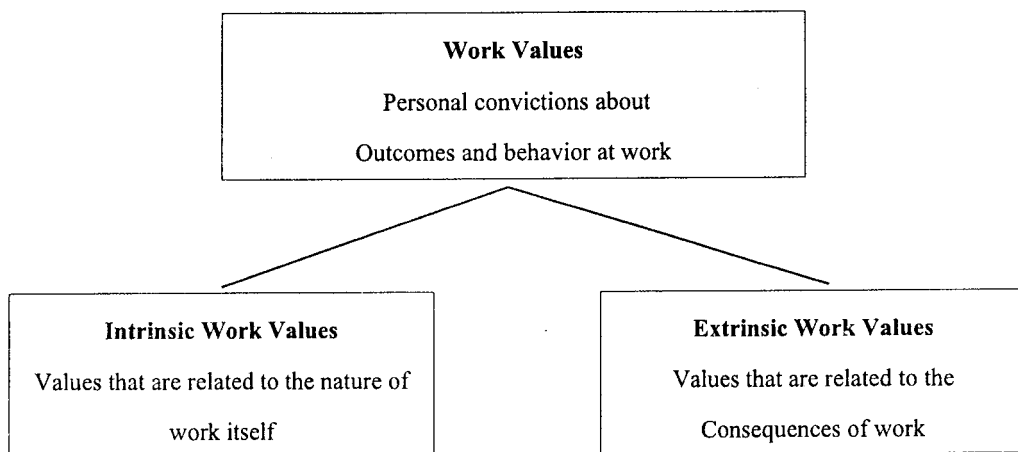 Work Values
Personal convictions about
Outcomes and behavior at work
Intrinsic Work Values
Values that are related to the nature of
work itself
Extrinsic Work Values
Values that are related to the
Consequences of work